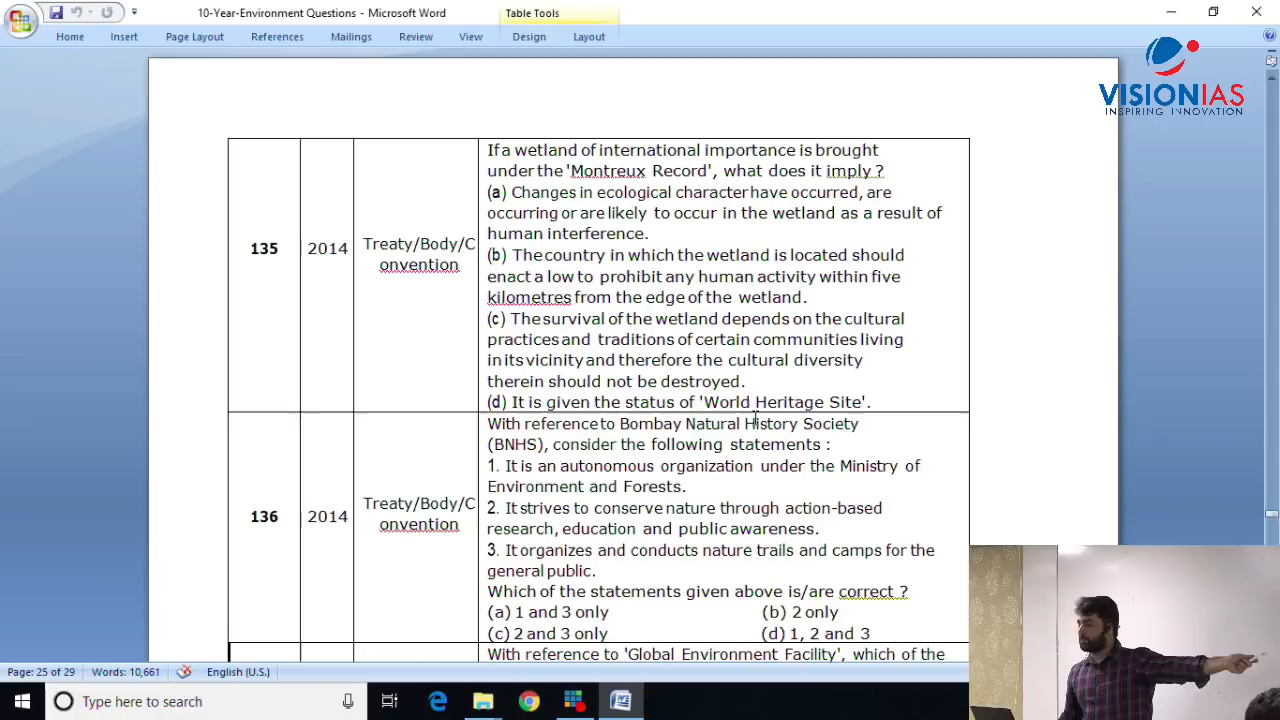 10-Year-Environment Questions - Microsoft Word
Table Tools
Home Insert Page Layout References Mailings Review View Design Layout
VISIONIAS
INSPIRING INNOVATION
135
2014
Treaty/Body/C
onvention
If a wetland of international importance is brought
under the 'Montreux Record', what does it imply ?
(a) Changes in ecological character have occurred, are
occurring or are likely to occur in the wetland as a result of
human interference.
(b) The country in which the wetland is located should
enact a low to prohibit any human activity within five
kilometres from the edge of the wetland.
(c) The survival of the wetland depends on the cultural
practices and traditions of certain communities living
in its vicinity and therefore the cultural diversity
therein should not be destroyed.
(d) It is given the status of 'World Heritage Site'.
136
2014
Treaty/Body/C
onvention
With reference to Bombay Natural History Society
(BNHS), consider the following statements :
1. It is an autonomous organization under the Ministry of
Environment and Forests.
2. It strives to conserve nature through action-based
research, education and public awareness.
3. It organizes and conducts nature trails and camps for the
general public.
Which of the statements given above is/are correct ?
(a) 1 and 3 only (b) 2 only
(c) 2 and 3 only (d) 1, 2 and 3
With reference to 'Global Environment Facility', which of the
Page: 25 of 29 Words: 10,661 English (U.S.)
Type here to search